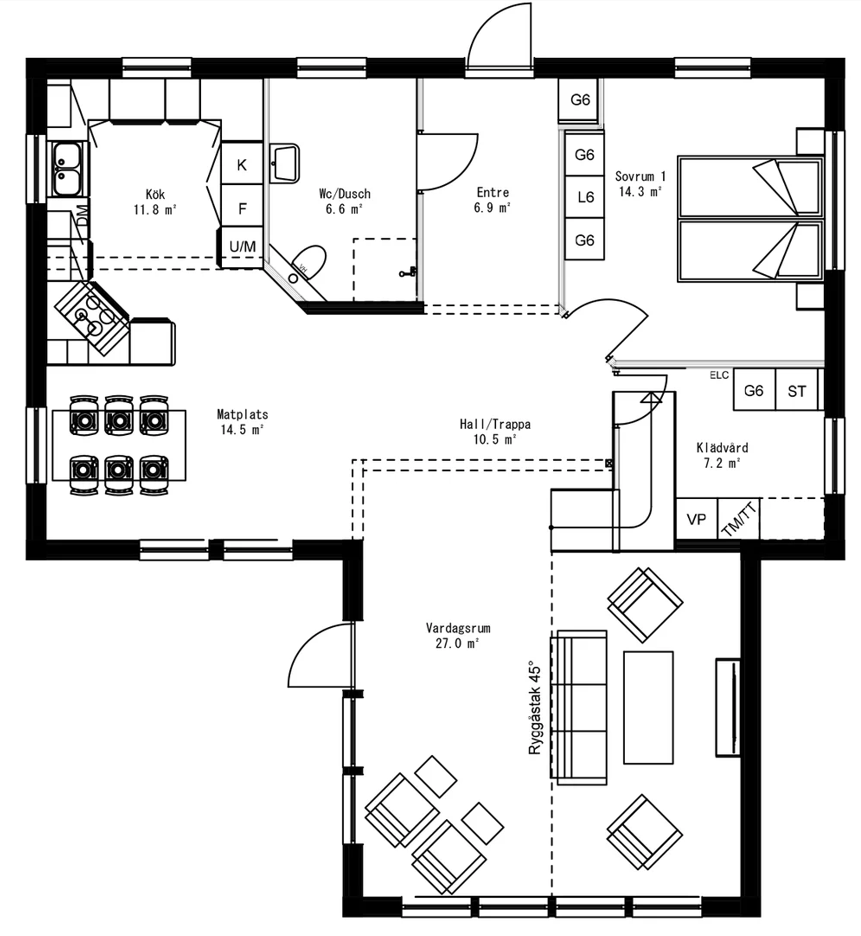 G6
G6
K
Kök
11.8 m²
Wc/Dusch
6.6 m²
Entre
6.9 m²
Sovrum 1
14.3 m²
L6
F
DM
G6
U/M
ELC
G6
ST
Matplats
14.5 m²
Hall/Trappa
10.5 m²
Klädvård
7.2 m²
VP
TM/TT
Vardagsrum
27.0 m²
Ryggåstak 45°